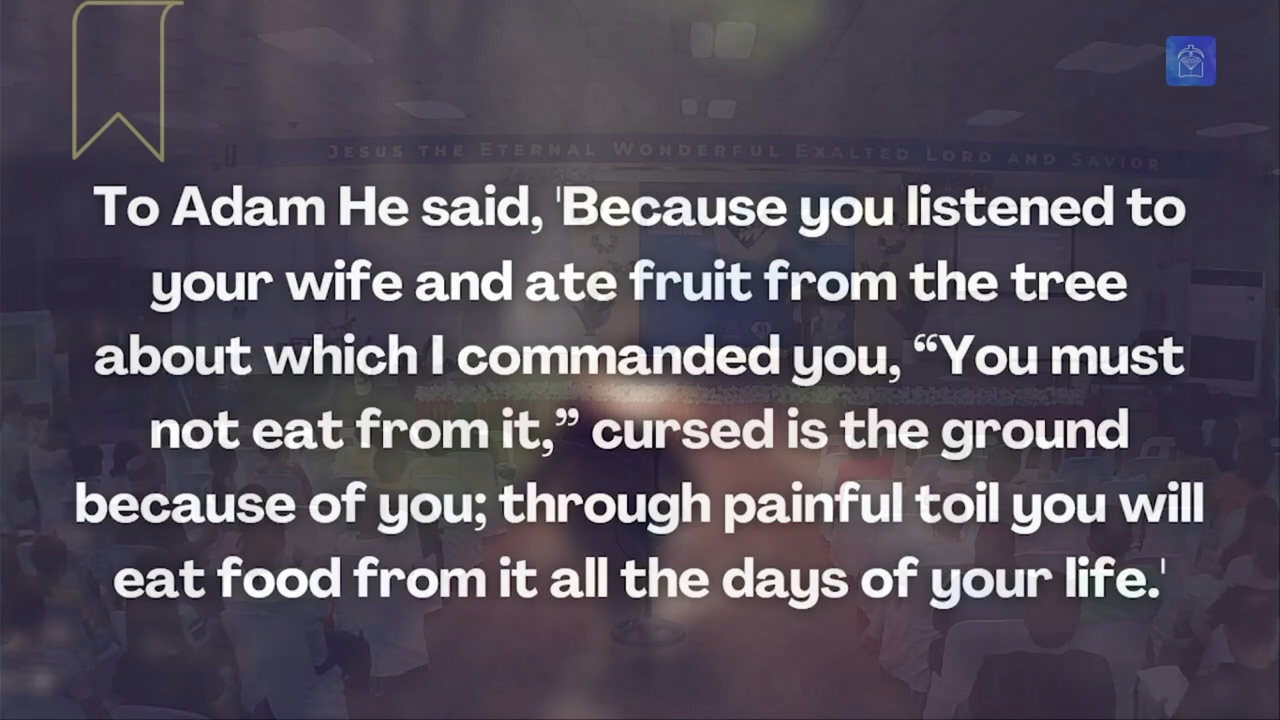 JESUS THE ETERNAL WONDERFUL EXALTED LORD AND SAVIOR
To Adam He said, 'Because you listened to
your wife and ate fruit from the tree
about which I commanded you, “You must
not eat from it,” cursed is the ground
because of you; through painful toil you will
eat food from it all the days of your life.'